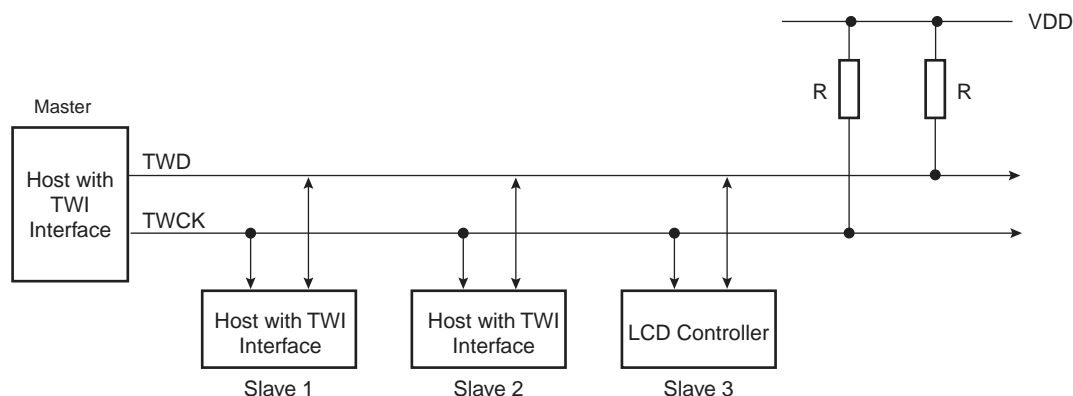 VDD
R
R
Master
Host with
TWI
Interface
TWD
TWCK
Host with TWI
Interface
Host with TWI
Interface
LCD Controller
Slave 1
Slave 2
Slave 3